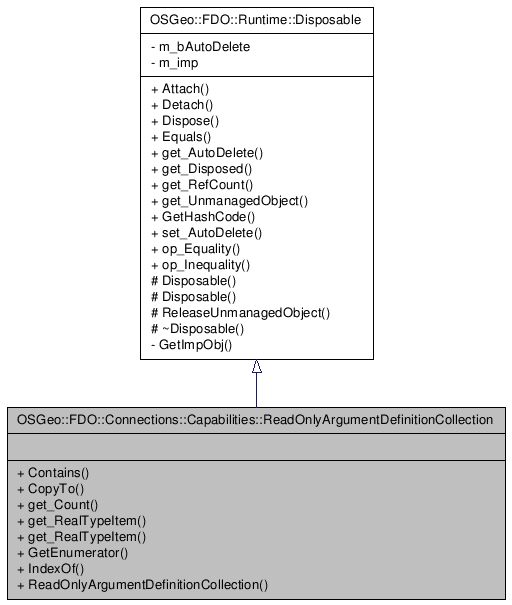 OSGeo::FDO::Runtime::Disposable
- m_bAutoDelete
- m_imp
+ Attach()
+ Detach()
+ Dispose()
+ Equals()
+ get_AutoDelete()
+ get_Disposed()
+ get_RefCount()
+ get_UnmanagedObject()
+ GetHashCode()
+ set_AutoDelete()
+ op_Equality()
+ op_Inequality()
# Disposable()
# Disposable()
# ReleaseUnmanagedObject()
# ~Disposable()
- GetImpObj()
OSGeo::FDO::Connections::Capabilities::ReadOnlyArgumentDefinitionCollection
+ Contains()
+ CopyTo()
+ get_Count()
+ get_RealTypeItem()
+ get_RealTypeItem()
+ GetEnumerator()
+ IndexOf()
+ ReadOnlyArgumentDefinitionCollection()